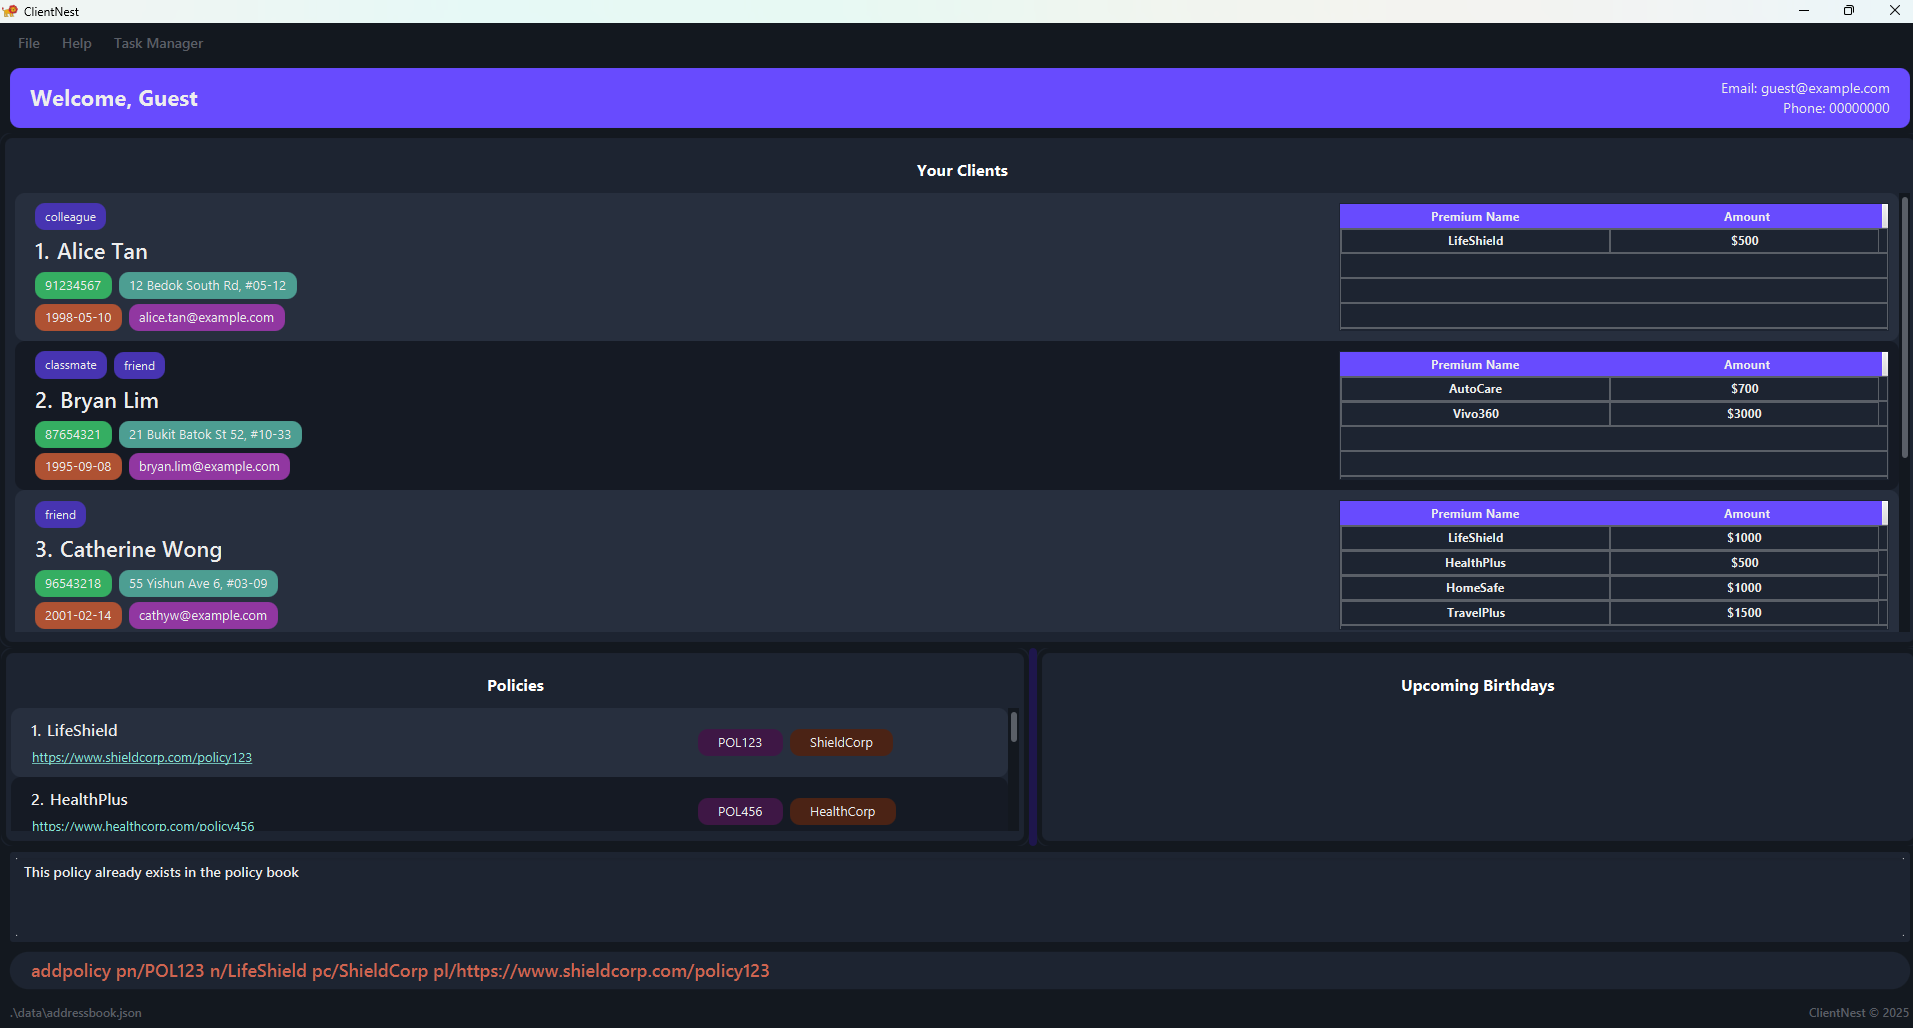 ClientNest
File Help Task Manager
Welcome, Guest
Email: guest@example.com
Phone: 00000000
Your Clients
colleague
1. Alice Tan
91234567 12 Bedok South Rd, #05-12
1998-05-10 alice.tan@example.com
Premium Name Amount
LifeShield $500
classmate friend
2. Bryan Lim
87654321 21 Bukit Batok St 52, #10-33
1995-09-08 bryan.lim@example.com
Premium Name Amount
AutoCare $700
Vivo360 $3000
friend
3. Catherine Wong
96543218 55 Yishun Ave 6, #03-09
2001-02-14 cathyw@example.com
Premium Name Amount
LifeShield $1000
HealthPlus $500
HomeSafe $1000
TravelPlus $1500
Policies
1. LifeShield
https://www.shieldcorp.com/policy123
POL123 ShieldCorp
2. HealthPlus
https://www.healthcorp.com/policy456
POL456 HealthCorp
Upcoming Birthdays
This policy already exists in the policy book
addpolicy pn/POL123 n/LifeShield pc/ShieldCorp pl/https://www.shieldcorp.com/policy123
.\data\addressbook.json
ClientNest © 2025